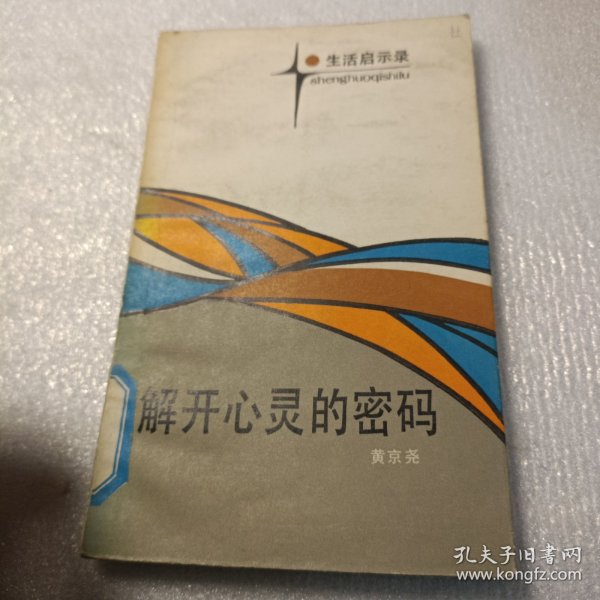 生活启示录
shenghuoqishilu
解开心灵的密码
黄京尧
孔夫子旧书网
www.kongfz.com